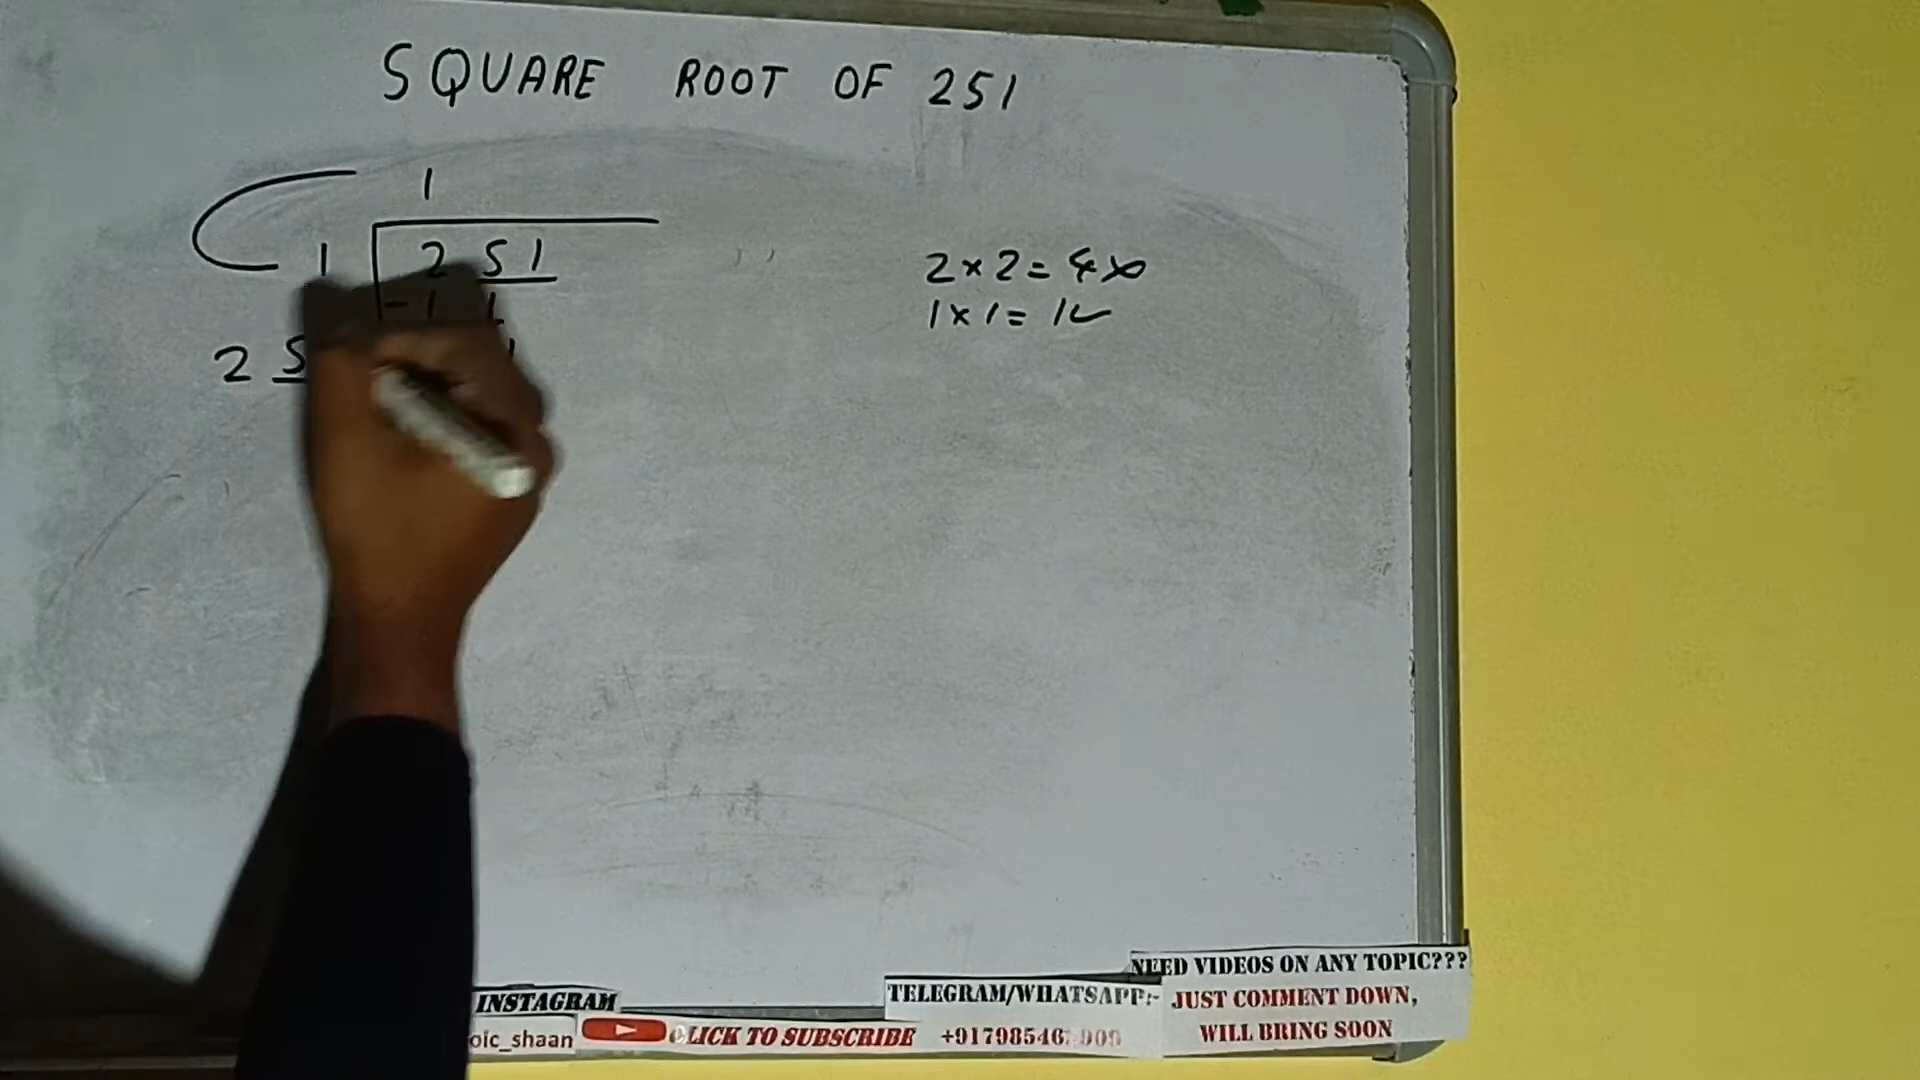 SQUARE ROOT OF 251
1
1 2 51
2×2=4×
-1
1×1=1✓
2 5
NEED VIDEOS ON ANY TOPIC???
INSTAGRAM
TELEGRAM/WHATSAPP:-
JUST COMMENT DOWN,
CLICK TO SUBSCRIBE
WILL BRING SOON
oic_shaan